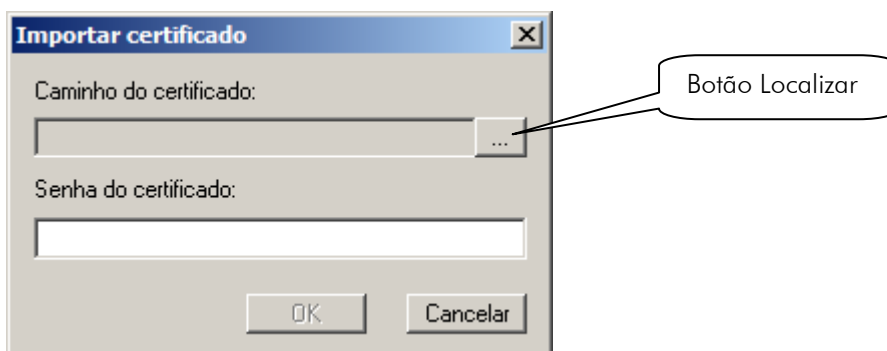 Importar certificado
Botão Localizar
Caminho do certificado:
...
Senha do certificado:
OK
Cancelar